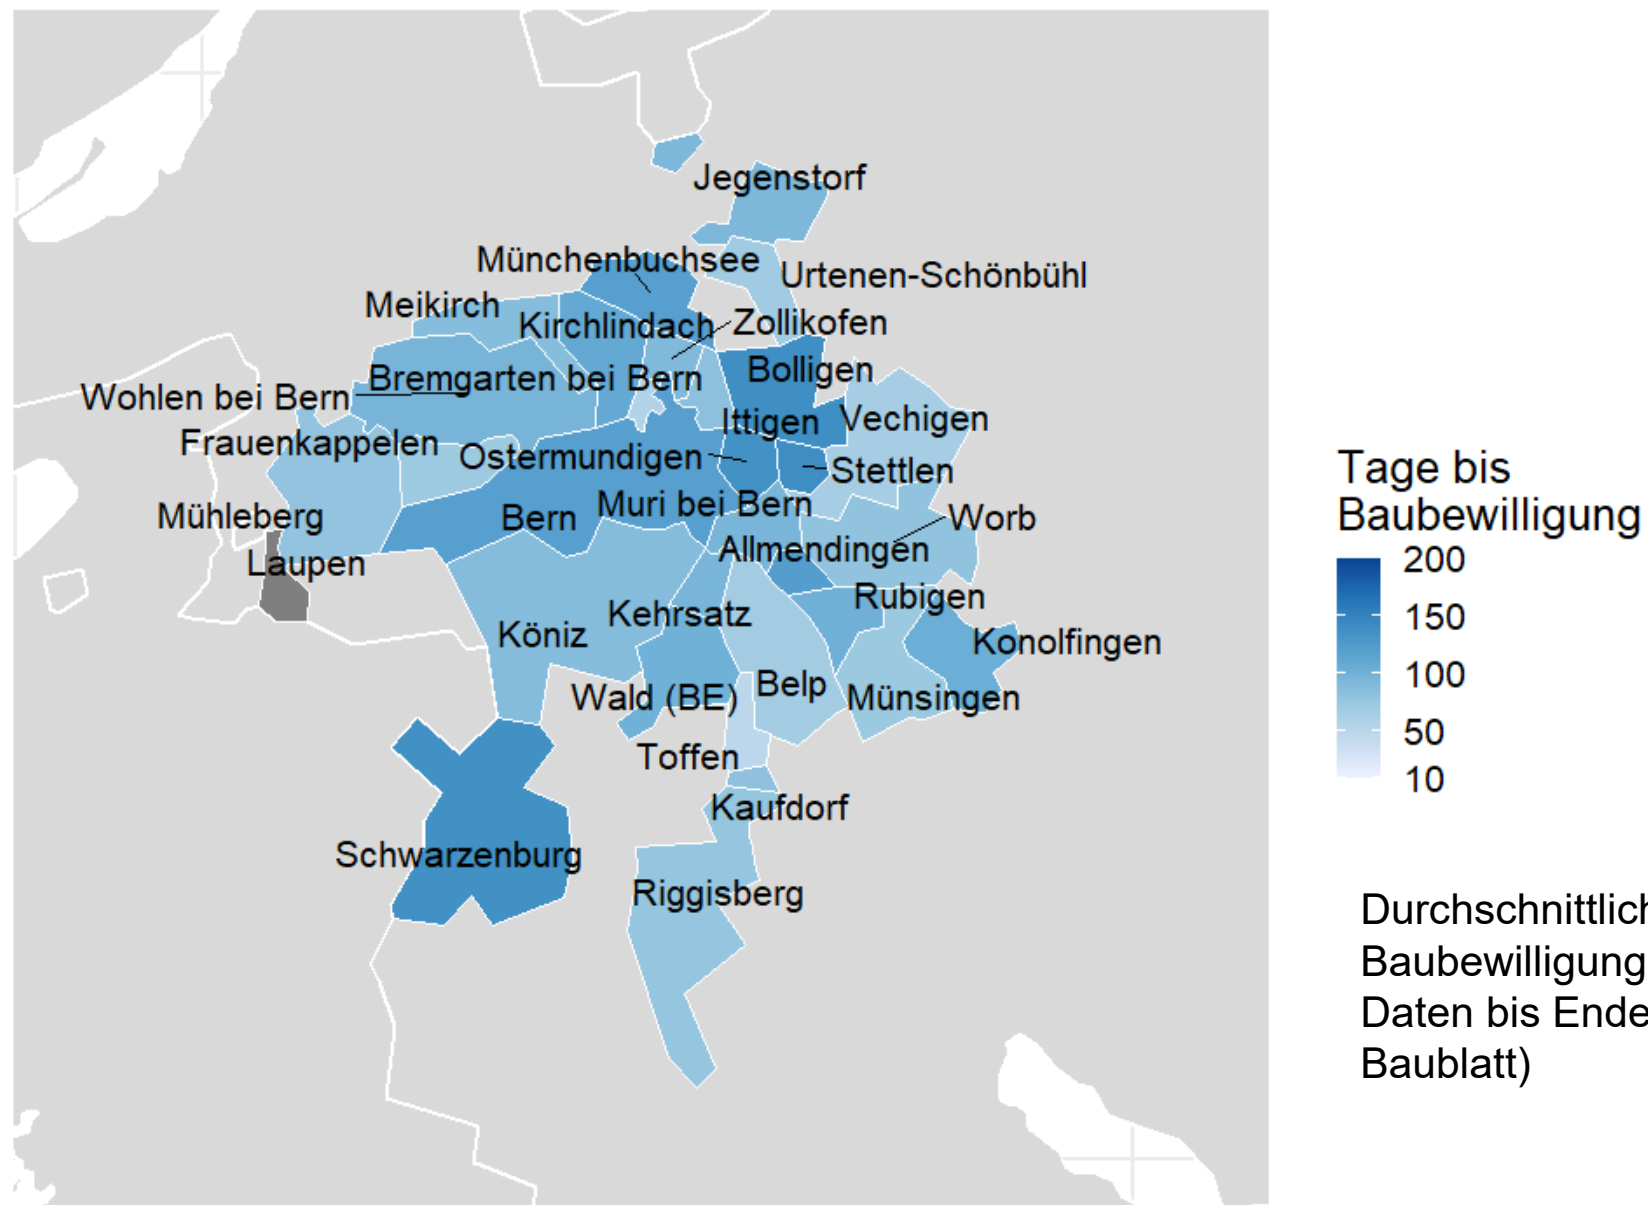 Jegenstorf
Münchenbuchsee
Urtenen-Schönbühl
Meikirch
Kirchlindach
Zollikofen
Bolligen
Bremgarten bei Bern
Wohlen bei Bern
Ittigen
Vechigen
Frauenkappelen
Ostermundigen
Stettlen
Muri bei Bern
Mühleberg
Bern
Worb
Allmendingen
Laupen
Rubigen
Kehrsatz
Köniz
Konolfingen
Belp
Wald (BE)
Münsingen
Toffen
Kaufdorf
Schwarzenburg
Riggisberg
Tage bis
Baubewilligung
200
150
100
50
10
Baubewilligung
Daten bis Ende
Baublatt)